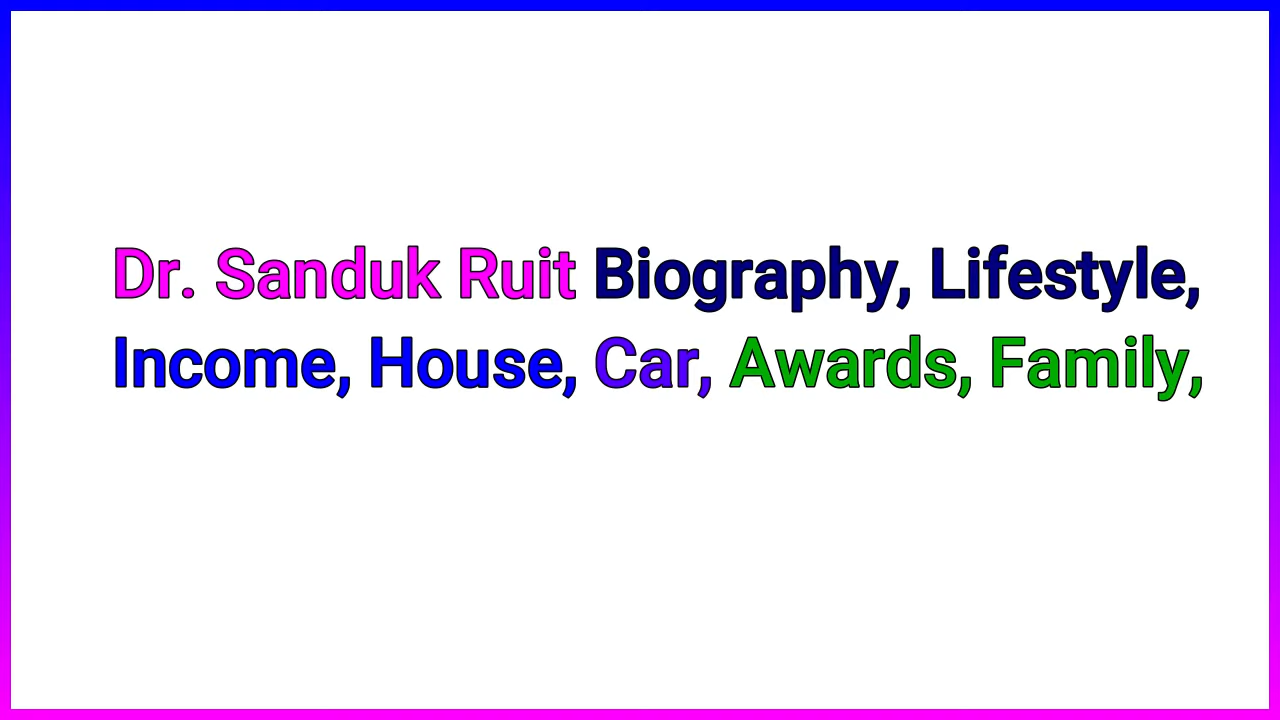 Dr. Sanduk Ruit Biography, Lifestyle,
Income, House, Car, Awards, Family,